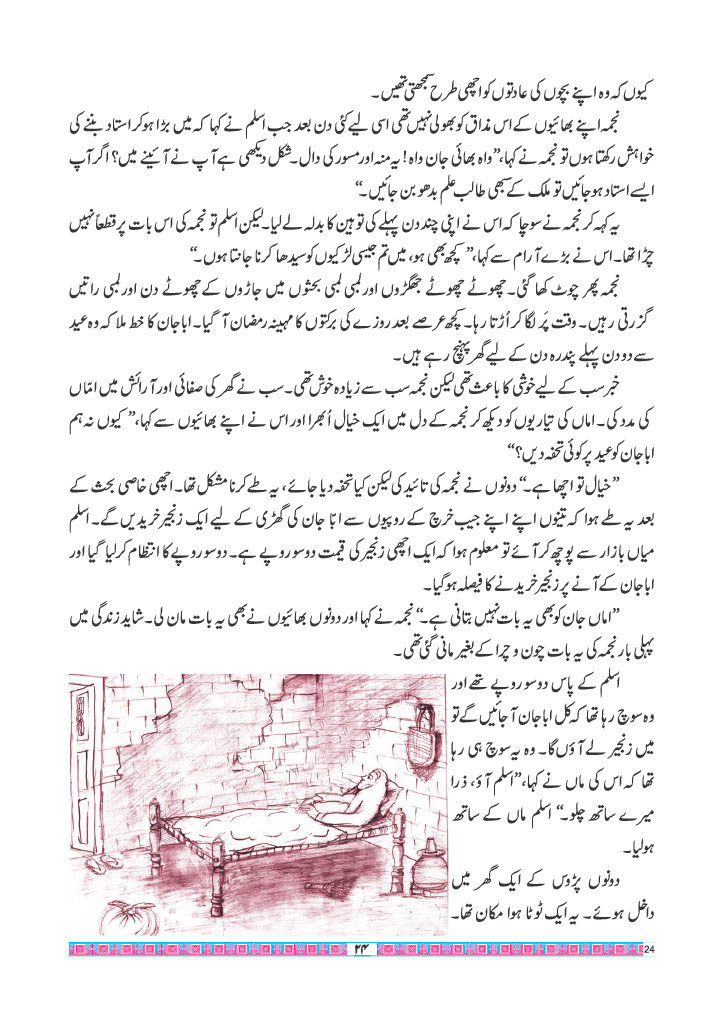 کیوں کہ وہ اپنے بچوں کی عادتوں کو اچھی طرح سمجھتی تھیں۔
نجمہ اپنے بھائیوں کے اس مذاق کو بھولی نہیں تھی اسی لیے کئی دن بعد جب اسلم نے کہا کہ میں بڑا ہوکر استاد بننے کی
خواہش رکھتا ہوں تو نجمہ نے کہا، ”واہ بھائی جان واہ! یہ منہ اور مسور کی دال۔ شکل دیکھی ہے آپ نے آئینے میں؟ اگر آپ
ایسے استاد ہوجائیں تو ملک کے سبھی طالب علم بدھو بن جائیں۔“
یہ کہہ کر نجمہ نے سوچا کہ اس نے اپنی چند دن پہلے کی توہین کا بدلہ لے لیا۔ لیکن اسلم تو نجمہ کی اس بات پر قطعاً نہیں
چڑا تھا۔ اس نے بڑے آرام سے کہا، ”کچھ بھی ہو، میں تم جیسی لڑکیوں کو سیدھا کرنا جانتا ہوں۔“
نجمہ پھر چوٹ کھا گئی۔ چھوٹے چھوٹے جھگڑوں اور لمبی لمبی بحثوں میں جاڑوں کے چھوٹے دن اور لمبی راتیں
گزرتی رہیں۔ وقت پَر لگا کر اُڑتا رہا۔ کچھ عرصے بعد روزے کی برکتوں کا مہینہ رمضان آ گیا۔ ابا جان کا خط ملا کہ وہ عید
سے دو دن پہلے پندرہ دن کے لیے گھر پہنچ رہے ہیں۔
خبر سب کے لیے خوشی کا باعث تھی لیکن نجمہ سب سے زیادہ خوش تھی۔ سب نے گھر کی صفائی اور آرائش میں امّاں
کی مدد کی۔ اماں کی تیاریوں کو دیکھ کر نجمہ کے دل میں ایک خیال اُبھرا اور اس نے اپنے بھائیوں سے کہا، ”کیوں نہ ہم
ابا جان کو عید پر کوئی تحفہ دیں؟“
”خیال تو اچھا ہے۔“ دونوں نے نجمہ کی تائید کی لیکن کیا تحفہ دیا جائے، یہ طے کرنا مشکل تھا۔ اچھی خاصی بحث کے
بعد یہ طے ہوا کہ تینوں اپنے اپنے جیب خرچ کے روپیوں سے ابّا جان کی گھڑی کے لیے ایک زنجیر خریدیں گے۔ اسلم
میاں بازار سے پوچھ کر آئے تو معلوم ہوا کہ ایک اچھی زنجیر کی قیمت دو سو روپے ہے۔ دو سو روپے کا انتظام کرلیا گیا اور
ابا جان کے آنے پر زنجیر خریدنے کا فیصلہ ہوگیا۔
”اماں جان کو بھی یہ بات نہیں بتانی ہے۔“ نجمہ نے کہا اور دونوں بھائیوں نے بھی یہ بات مان لی۔ شاید زندگی میں
پہلی بار نجمہ کی یہ بات چون و چرا کے بغیر مانی گئی تھی۔
اسلم کے پاس دو سو روپے تھے اور
وہ سوچ رہا تھا کہ کل ابا جان آ جائیں گے تو
میں زنجیر لے آؤں گا۔ وہ یہ سوچ ہی رہا
تھا کہ اس کی ماں نے کہا، ”اسلم آؤ، ذرا
میرے ساتھ چلو۔“ اسلم ماں کے ساتھ
ہولیا۔
دونوں پڑوس کے ایک گھر میں
داخل ہوئے۔ یہ ایک ٹوٹا ہوا مکان تھا۔
۲۴
24